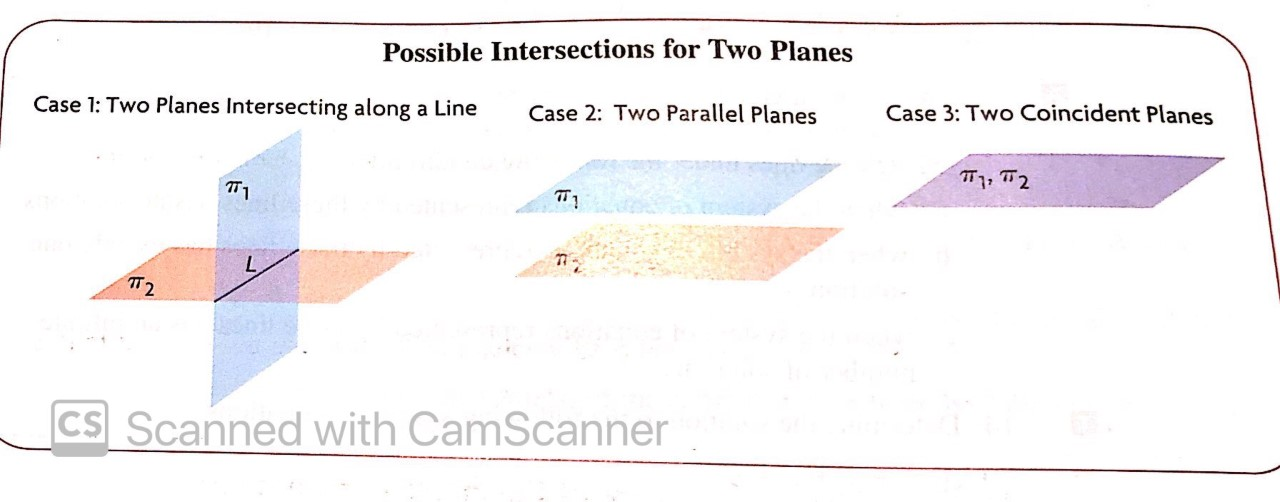 Possible Intersections for Two Planes
Case 1: Two Planes Intersecting along a Line
Case 2: Two Parallel Planes
Case 3: Two Coincident Planes
π1
L
π2
π1
π2
π1, π2
CS Scanned with CamScanner